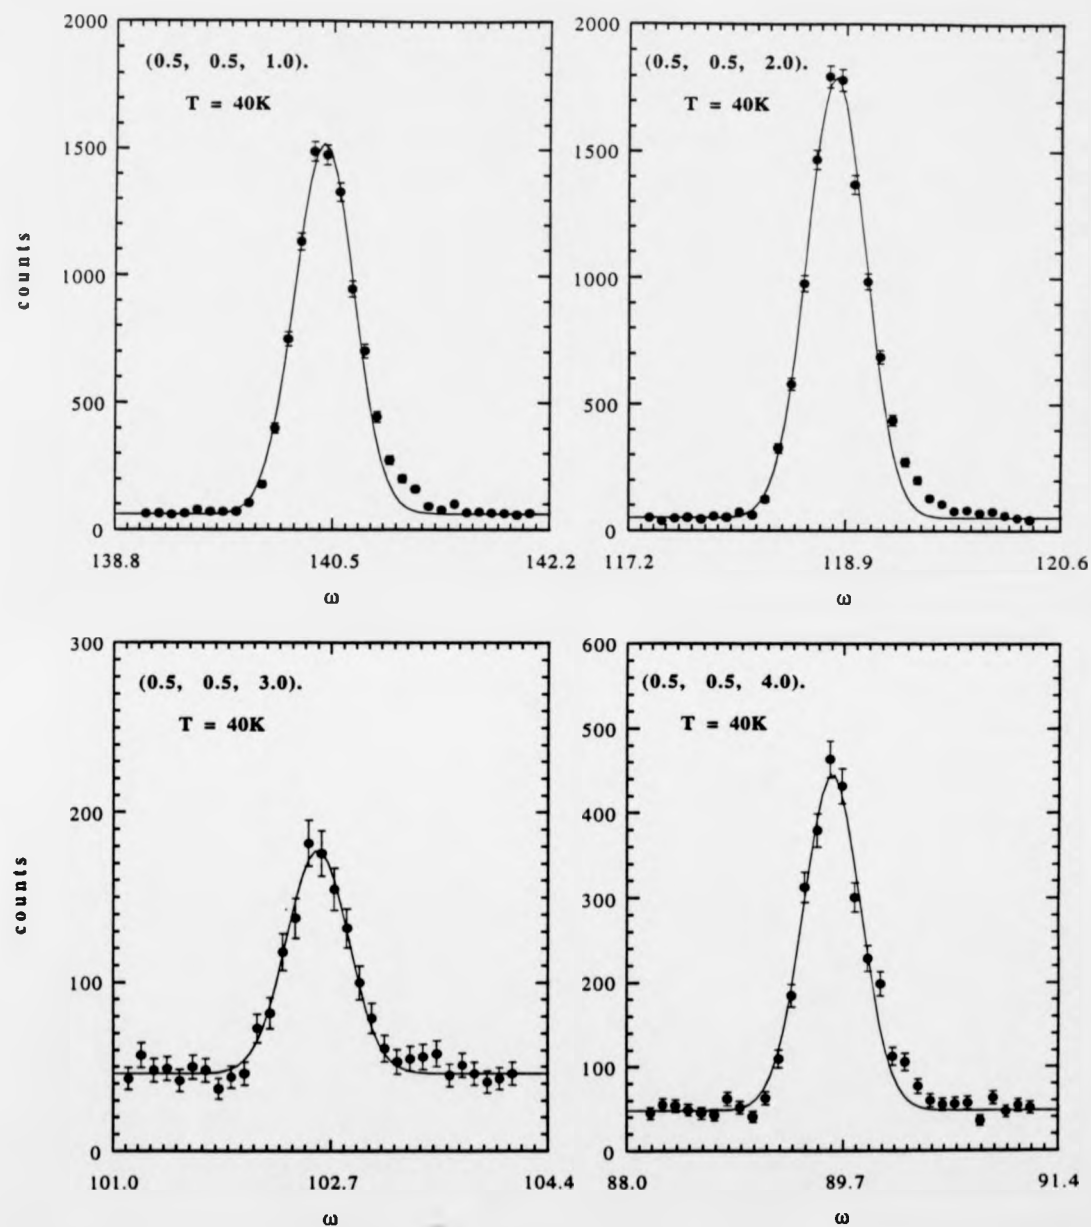 2000
(0.5, 0.5, 1.0).
T = 40K
1500
1000
500
0
counts
138.8 140.5 142.2
ω
2000
(0.5, 0.5, 2.0).
T = 40K
1500
1000
500
0
117.2 118.9 120.6
ω
300
(0.5, 0.5, 3.0).
T = 40K
200
100
0
counts
101.0 102.7 104.4
ω
600
(0.5, 0.5, 4.0).
T = 40K
500
400
300
200
100
0
88.0 89.7 91.4
ω